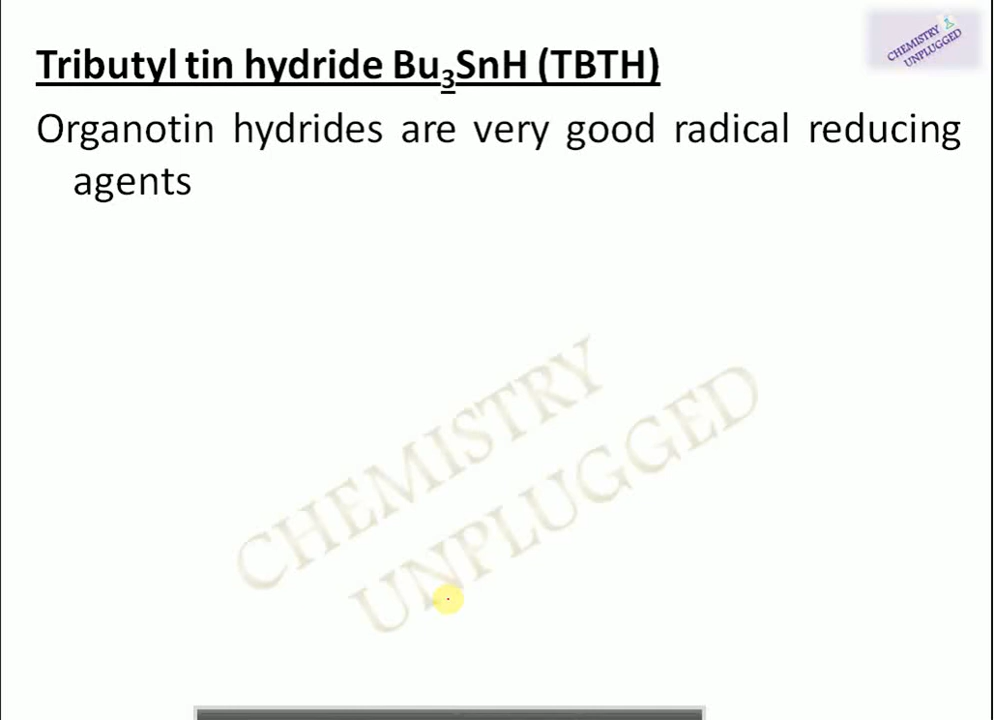 CHEMISTRY
UNPLUGGED
Tributyl tin hydride Bu₃SnH (TBTH)
Organotin hydrides are very good radical reducing
agents
CHEMISTRY
UNPLUGGED